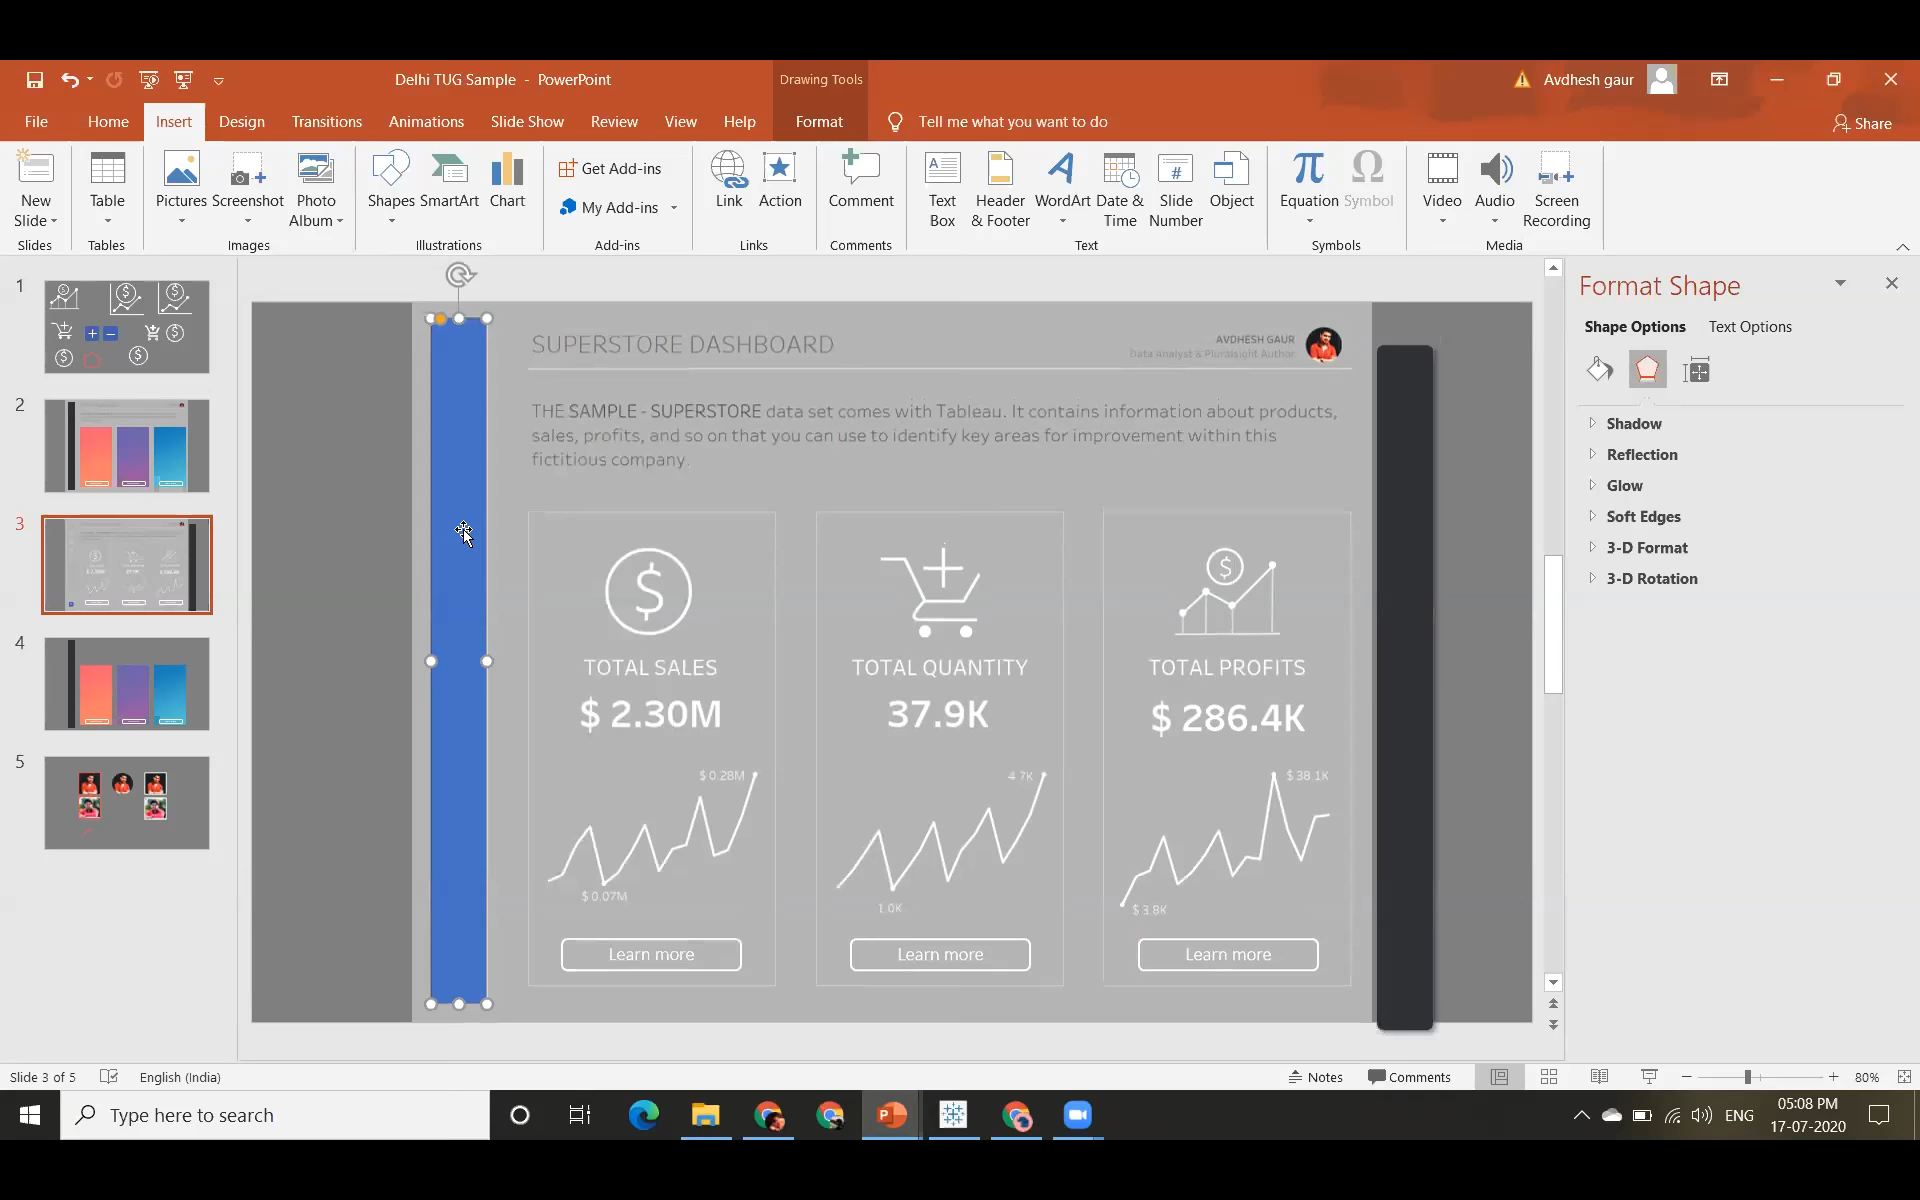 Delhi TUG Sample - PowerPoint
Drawing Tools
Avdhesh gaur
File Home Insert Design Transitions Animations Slide Show Review View Help Format Tell me what you want to do
Share
New Slide
Table
Pictures
Screenshot
Photo Album
Shapes
SmartArt
Chart
Get Add-ins
My Add-ins
Link
Action
Comment
Text Box
Header & Footer
WordArt
Date & Time
Slide Number
Object
Equation
Symbol
Video
Audio
Screen Recording
Slides Tables Images Illustrations Add-ins Links Comments Text Symbols Media
1
2
3
4
5
SUPERSTORE DASHBOARD
AVDHESH GAUR
Data Analyst & Pluralsight Author
THE SAMPLE - SUPERSTORE data set comes with Tableau. It contains information about products,
sales, profits, and so on that you can use to identify key areas for improvement within this
fictitious company.
TOTAL SALES
$ 2.30M
$ 0.28M
$ 0.07M
Learn more
TOTAL QUANTITY
37.9K
4.7K
1.0K
Learn more
TOTAL PROFITS
$ 286.4K
$ 38.1K
$ 3.8K
Learn more
Format Shape
Shape Options Text Options
Shadow
Reflection
Glow
Soft Edges
3-D Format
3-D Rotation
Slide 3 of 5 English (India) Notes Comments 80%
Type here to search
ENG
05:08 PM
17-07-2020